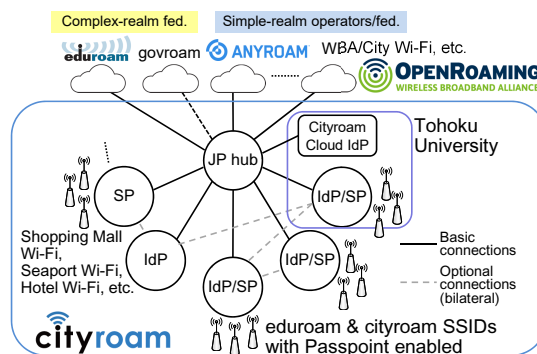 Complex-realm fed.
Simple-realm operators/fed.
eduroam
govroam
ANYROAM
WBA/City Wi-Fi, etc.
OPENROAMING
WIRELESS BROADBAND ALLIANCE
Cityroam
Cloud IdP
Tohoku
University
JP hub
SP
IdP/SP
Shopping Mall
Wi-Fi,
Seaport Wi-Fi,
Hotel Wi-Fi, etc.
IdP
IdP/SP
IdP/SP
Basic
connections
Optional
connections
(bilateral)
cityroam
eduroam & cityroam SSIDs
with Passpoint enabled